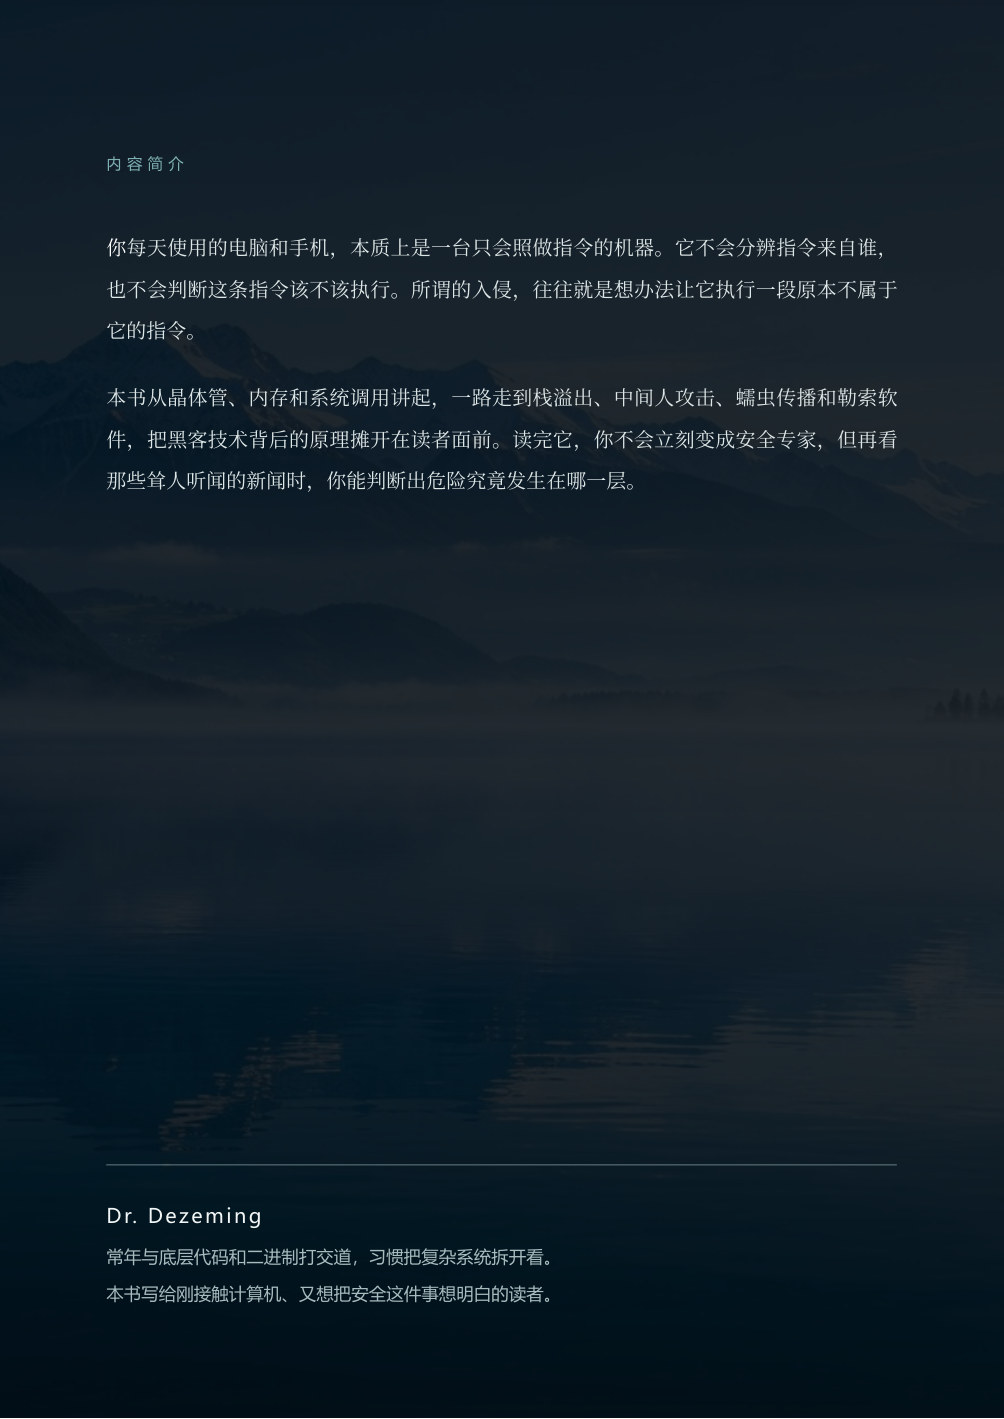 内容简介
你每天使用的电脑和手机，本质上是一台只会照做指令的机器。它不会分辨指令来自谁，
也不会判断这条指令该不该执行。所谓的入侵，往往就是想办法让它执行一段原本不属于
它的指令。
本书从晶体管、内存和系统调用讲起，一路走到栈溢出、中间人攻击、蠕虫传播和勒索软
件，把黑客技术背后的原理摊开在读者面前。读完它，你不会立刻变成安全专家，但再看
那些耸人听闻的新闻时，你能判断出危险究竟发生在哪一层。
Dr. Dezeming
常年与底层代码和二进制打交道，习惯把复杂系统拆开看。
本书写给刚接触计算机、又想把安全这件事想明白的读者。